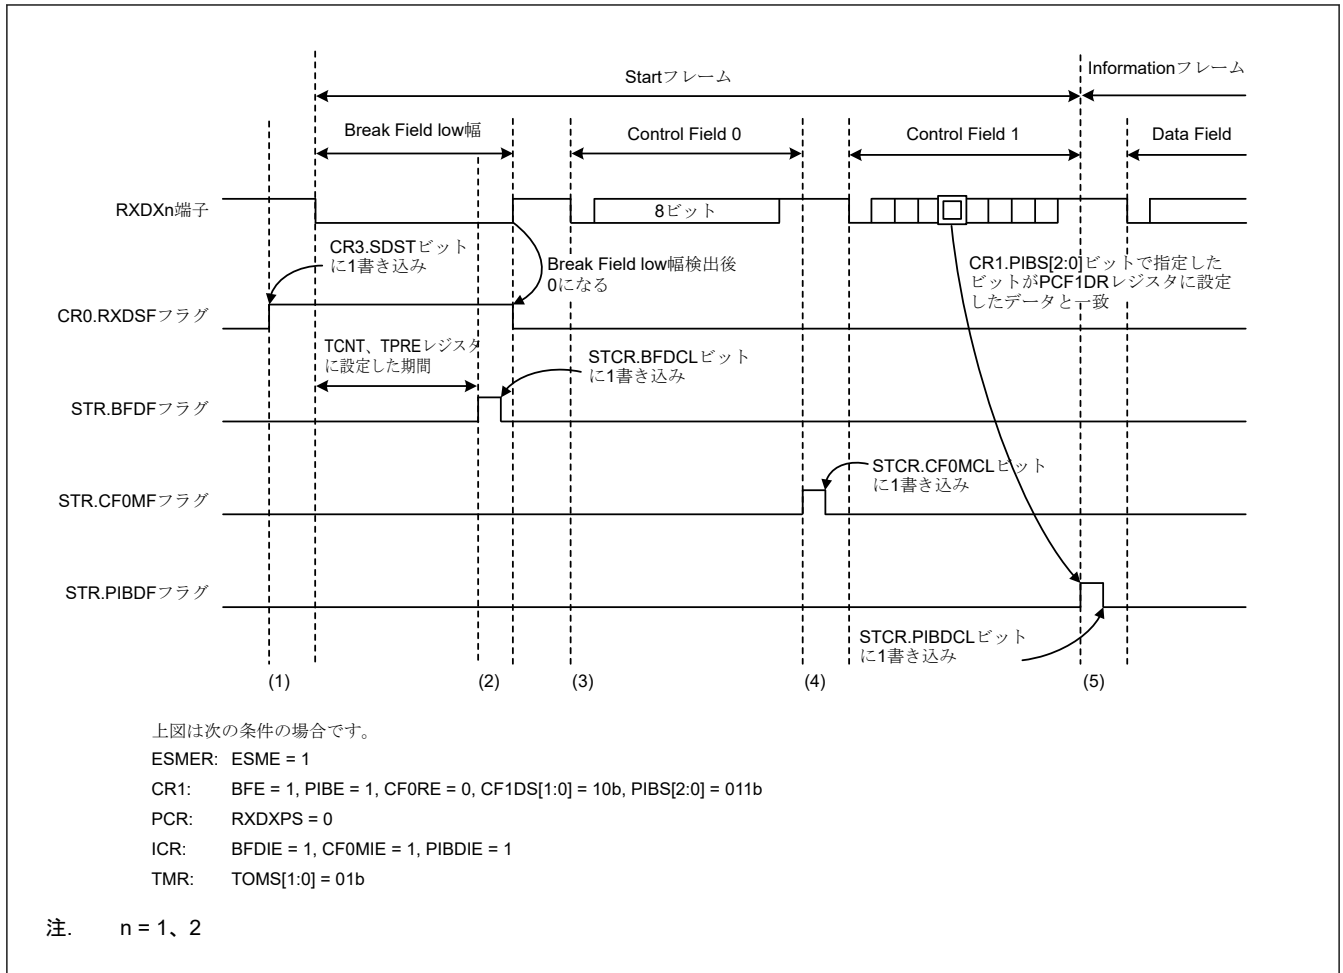 Startフレーム
Informationフレーム
Break Field low幅
Control Field 0
Control Field 1
Data Field
RXDXn端子
8ビット
CR3.SDSTビット
に1書き込み
Break Field low幅検出後
0になる
CR1.PIBS[2:0]ビットで指定した
ビットがPCF1DRレジスタに設定
したデータと一致
CR0.RXDSFフラグ
TCNT、TPREレジスタ
に設定した期間
STCR.BFDCLビット
に1書き込み
STR.BFDFフラグ
STCR.CF0MCLビット
に1書き込み
STR.CF0MFフラグ
STR.PIBDFフラグ
STCR.PIBDCLビット
に1書き込み
(1) (2) (3) (4) (5)
上図は次の条件の場合です。
ESMER: ESME = 1
CR1: BFE = 1, PIBE = 1, CF0RE = 0, CF1DS[1:0] = 10b, PIBS[2:0] = 011b
PCR: RXDXPS = 0
ICR: BFDIE = 1, CF0MIE = 1, PIBDIE = 1
TMR: TOMS[1:0] = 01b
注. n = 1、2